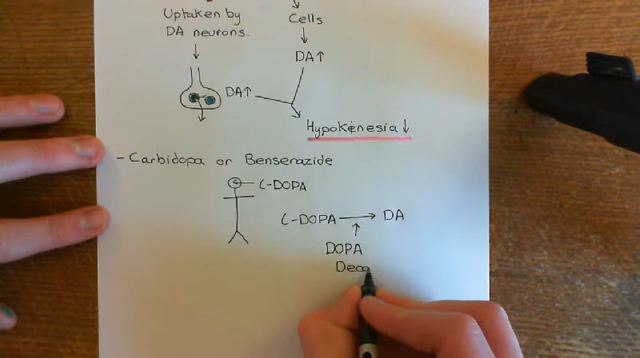 Uptaken by
DA neurons.
Cells
DA↑
DA↑
Hypokenesia↓
- Carbidopa or Benserazide
L-DOPA
L-DOPA → DA
DOPA
Deca